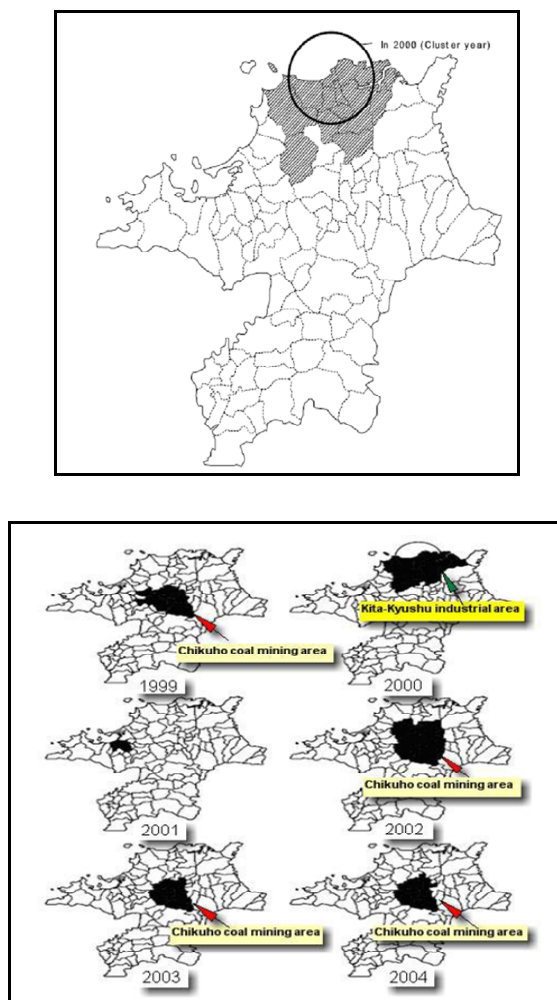 In 2000 (Cluster year)
Kita-Kyushu industrial area
Chikuho coal mining area
1999
2000
Chikuho coal mining area
2001
2002
Chikuho coal mining area
Chikuho coal mining area
2003
2004